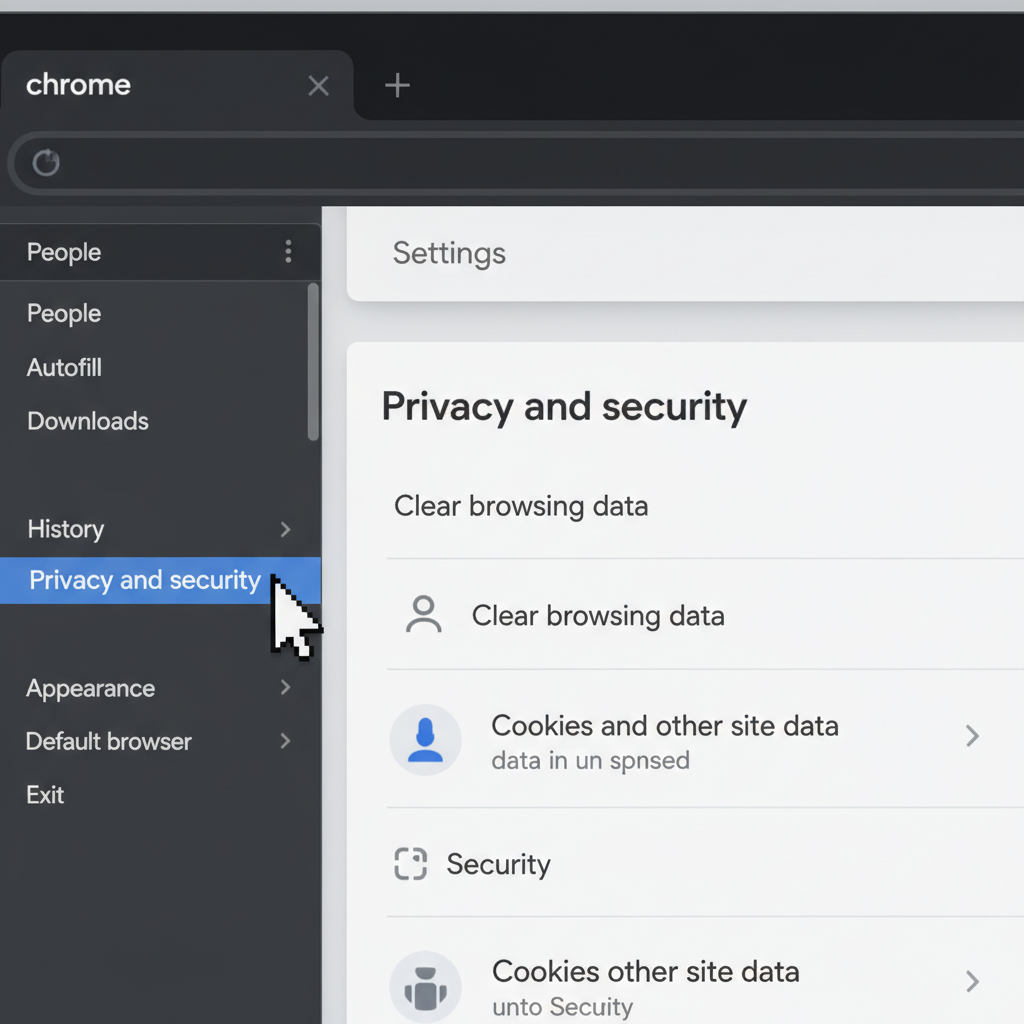 chrome
People
People
Autofill
Downloads
History
Privacy and security
Appearance
Default browser
Exit
Settings
Privacy and security
Clear browsing data
Clear browsing data
Cookies and other site data
data in un spnsed
Security
Cookies other site data
unto Secuity